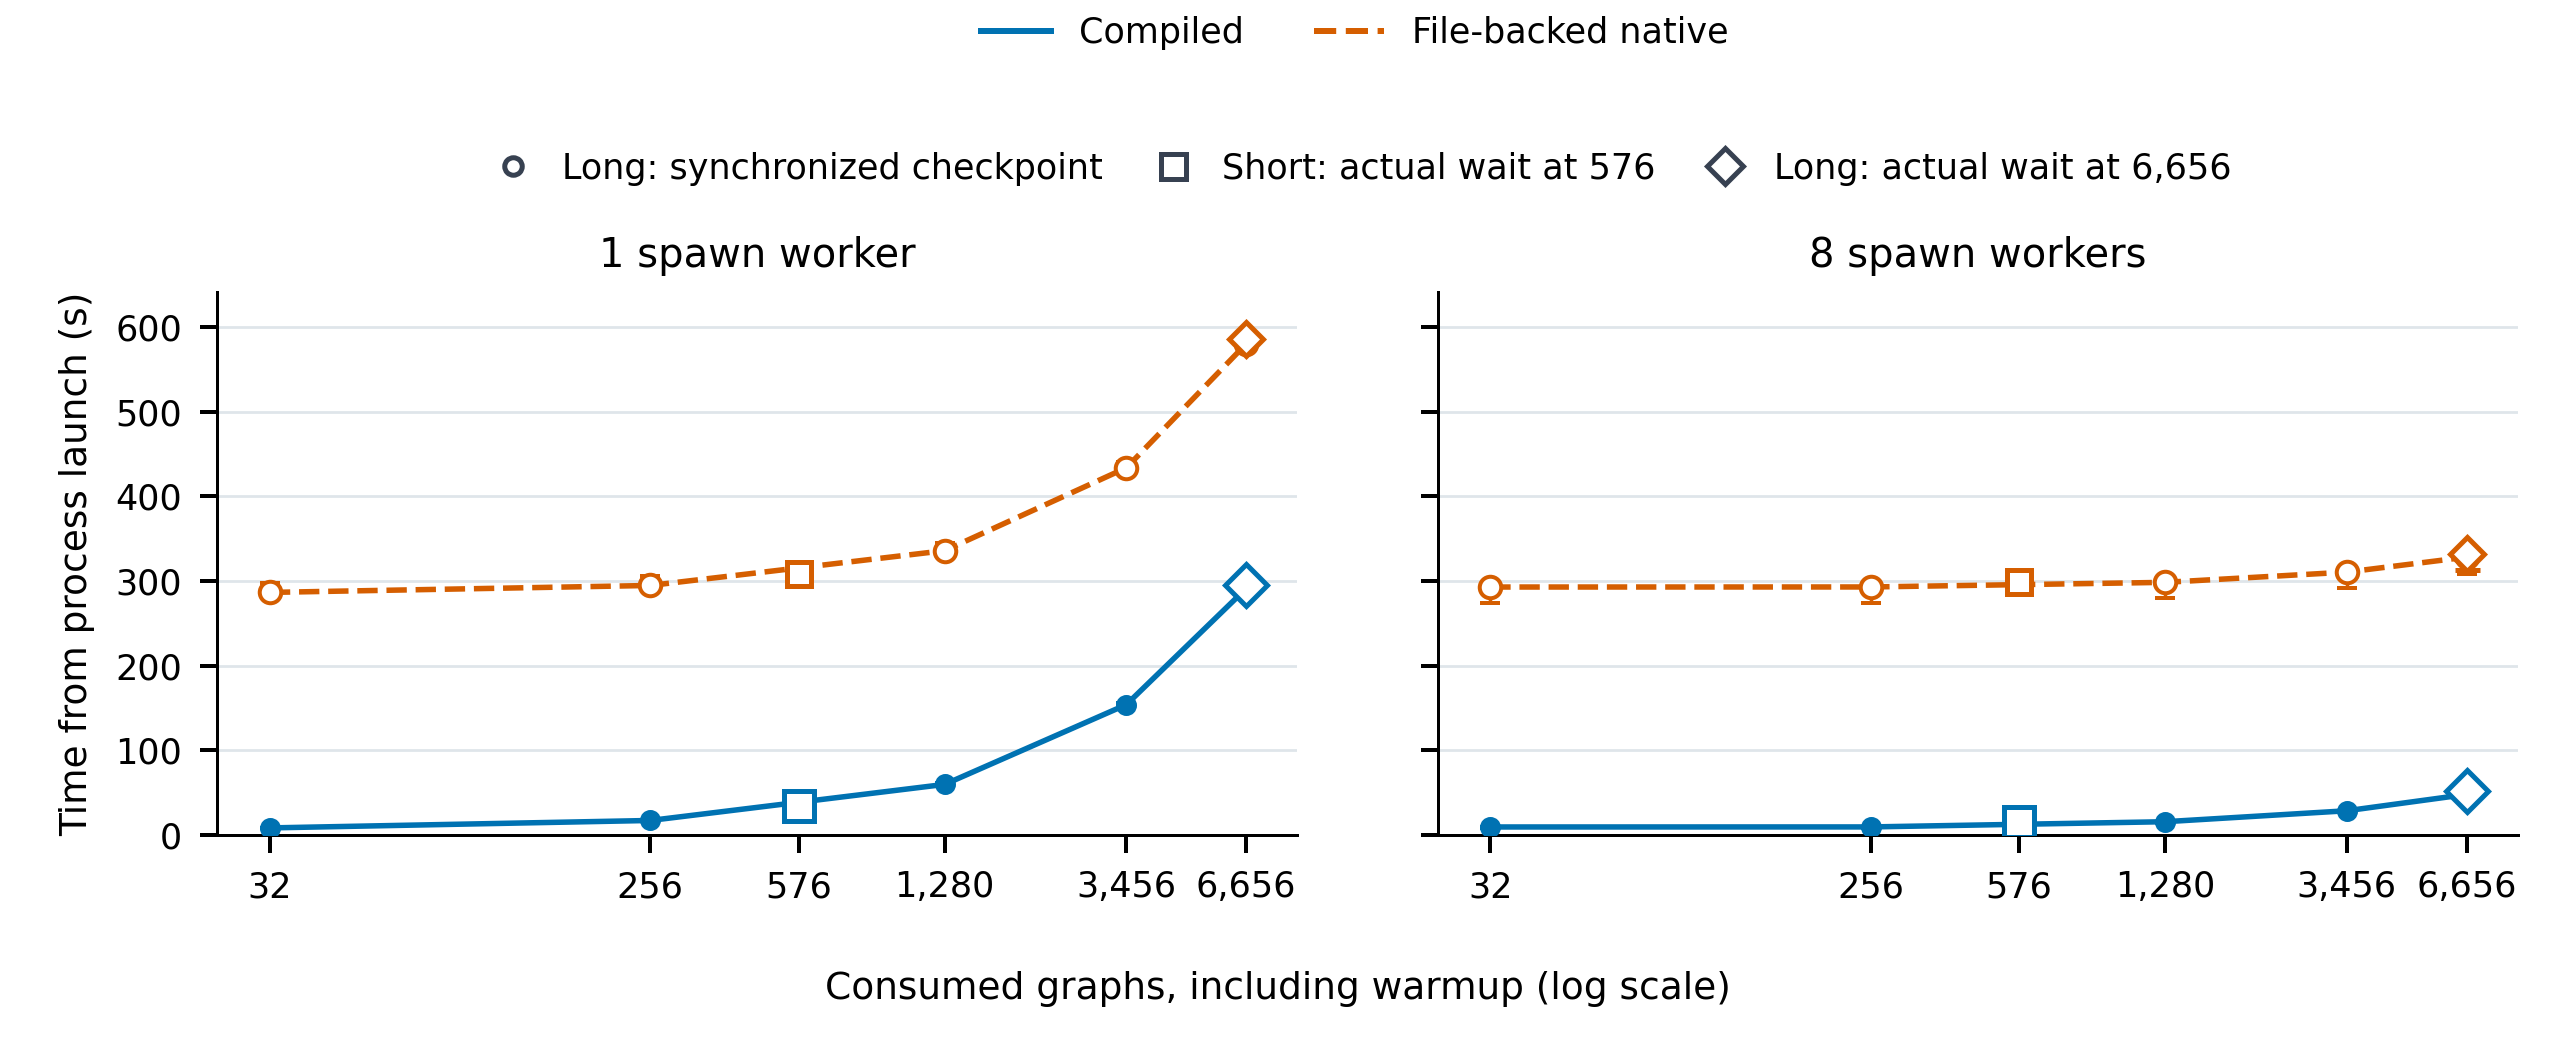 Compiled File-backed native
Long: synchronized checkpoint Short: actual wait at 576 Long: actual wait at 6,656
1 spawn worker 8 spawn workers
Time from process launch (s)
600
500
400
300
200
100
0
32 256 576 1,280 3,456 6,656 32 256 576 1,280 3,456 6,656
Consumed graphs, including warmup (log scale)